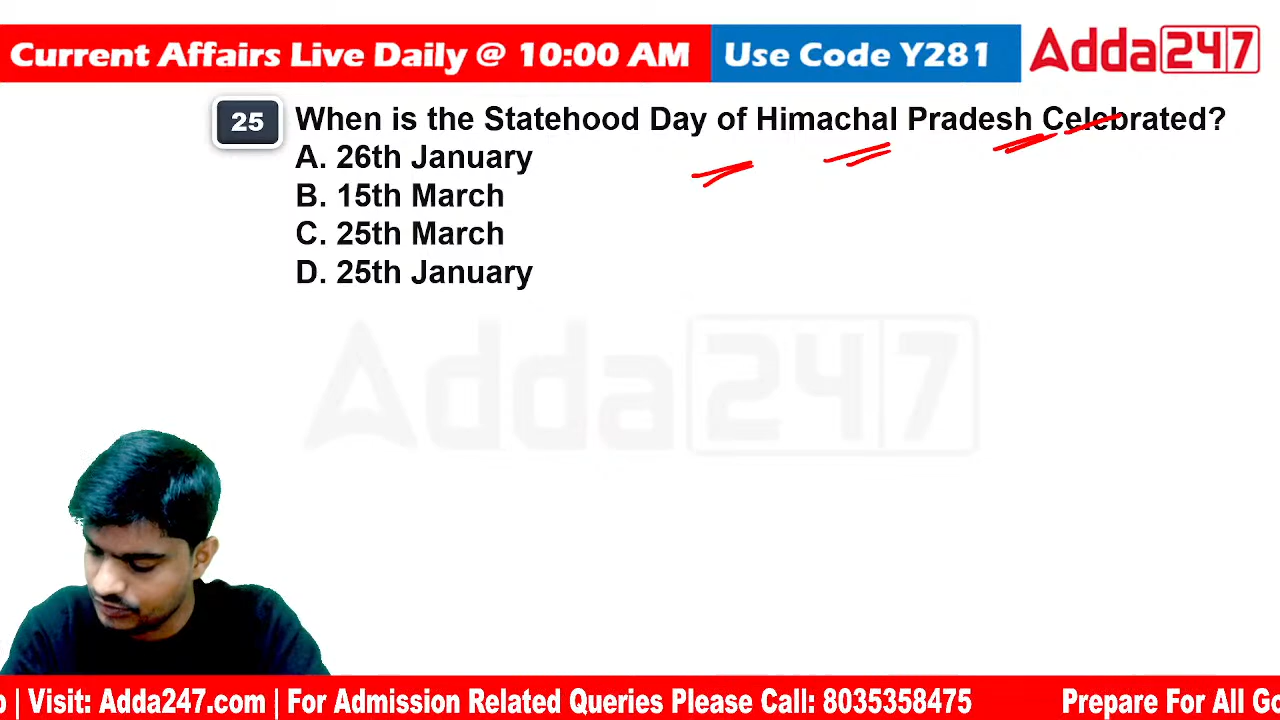 Current Affairs Live Daily @ 10:00 AM
Use Code Y281
Adda247
25
When is the Statehood Day of Himachal Pradesh Celebrated?
A. 26th January
B. 15th March
C. 25th March
D. 25th January
Adda247
| Visit: Adda247.com | For Admission Related Queries Please Call: 8035358475
Prepare For All